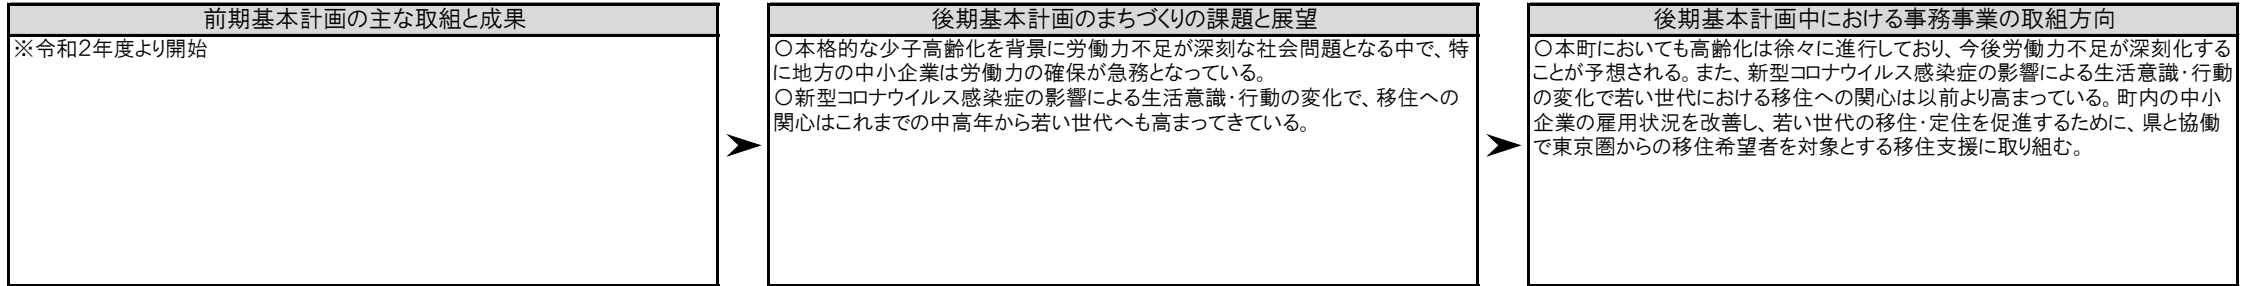 前期基本計画の主な取組と成果
※令和2年度より開始
後期基本計画のまちづくりの課題と展望
○本格的な少子高齢化を背景に労働力不足が深刻な社会問題となる中で、特
に地方の中小企業は労働力の確保が急務となっている。
○新型コロナウイルス感染症の影響による生活意識・行動の変化で、移住への
関心はこれまでの中高年から若い世代へも高まってきている。
後期基本計画中における事務事業の取組方向
○本町においても高齢化は徐々に進行しており、今後労働力不足が深刻化する
ことが予想される。また、新型コロナウイルス感染症の影響による生活意識・行動
の変化で若い世代における移住への関心は以前より高まっている。町内の中小
企業の雇用状況を改善し、若い世代の移住・定住を促進するために、県と協働
で東京圏からの移住希望者を対象とする移住支援に取り組む。